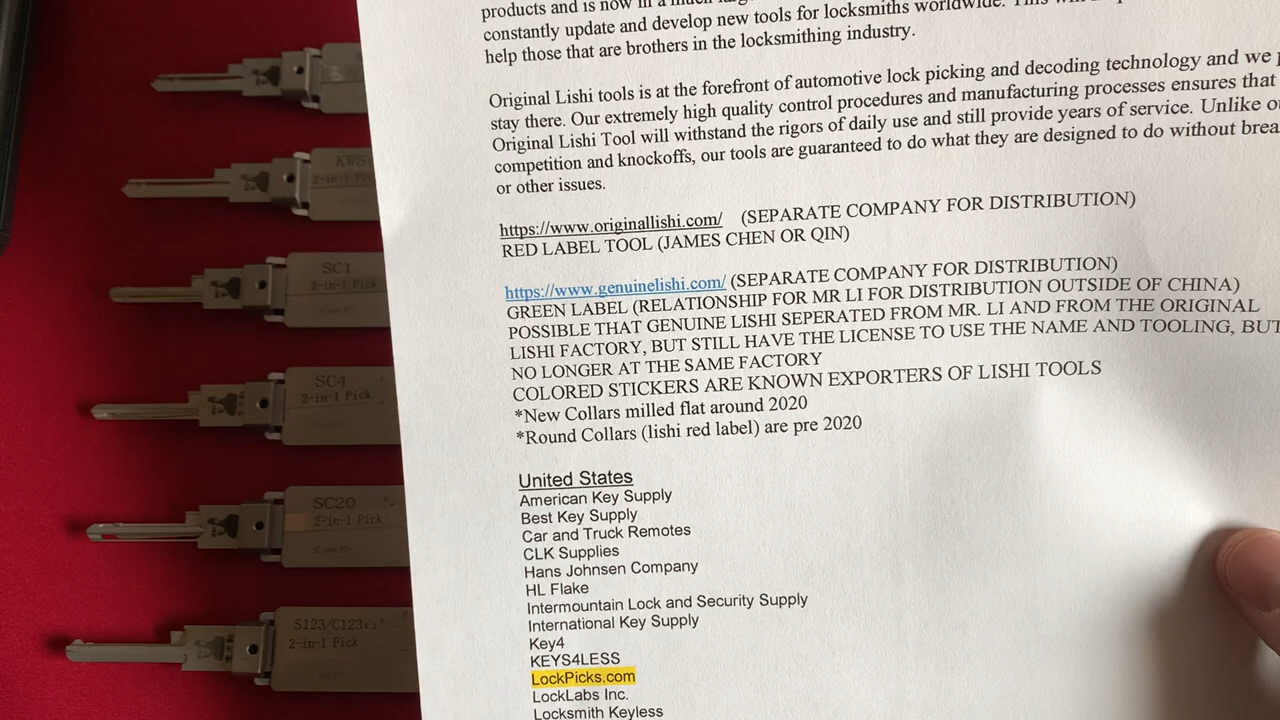 KW5
2-in-1 Pic
SC1
2-in-1 Pick
SC4
2-in-1 Pick
SC20
2-in-1 Pick
S123/C123
2-in-1 Pick
products and is now in a much
constantly update and develop new tools for locksmiths worldwide. This will
help those that are brothers in the locksmithing industry.
Original Lishi tools is at the forefront of automotive lock picking and decoding technology and we
stay there. Our extremely high quality control procedures and manufacturing processes ensures that
Original Lishi Tool will withstand the rigors of daily use and still provide years of service. Unlike
competition and knockoffs, our tools are guaranteed to do what they are designed to do without brea
or other issues.
https://www.originallishi.com/ (SEPARATE COMPANY FOR DISTRIBUTION)
RED LABEL TOOL (JAMES CHEN OR QIN)
https://www.genuinelishi.com/ (SEPARATE COMPANY FOR DISTRIBUTION)
GREEN LABEL (RELATIONSHIP FOR MR LI FOR DISTRIBUTION OUTSIDE OF CHINA)
POSSIBLE THAT GENUINE LISHI SEPERATED FROM MR. LI AND FROM THE ORIGINAL
LISHI FACTORY, BUT STILL HAVE THE LICENSE TO USE THE NAME AND TOOLING, BUT
NO LONGER AT THE SAME FACTORY
COLORED STICKERS ARE KNOWN EXPORTERS OF LISHI TOOLS
*New Collars milled flat around 2020
*Round Collars (lishi red label) are pre 2020
United States
American Key Supply
Best Key Supply
Car and Truck Remotes
CLK Supplies
Hans Johnsen Company
HL Flake
Intermountain Lock and Security Supply
International Key Supply
Key4
KEYS4LESS
LockPicks.com
LockLabs Inc.
Locksmith Keyless